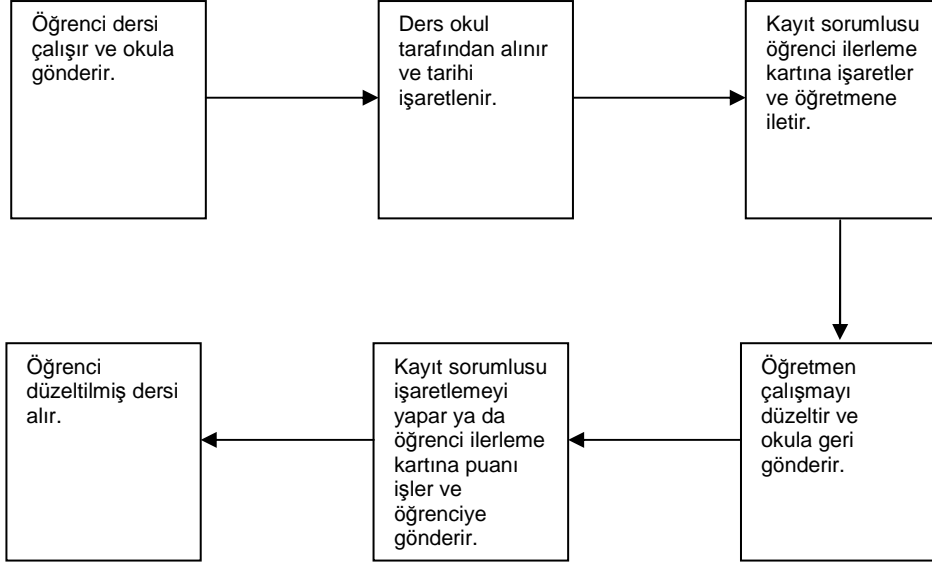 Öğrenci dersi
çalışır ve okula
gönderir.
Ders okul
tarafından alınır
ve tarihi
işaretlenir.
Kayıt sorumlusu
öğrenci ilerleme
kartına işaretler
ve öğretmene
iletir.
Öğretmen
çalışmayı
düzeltir ve
okula geri
gönderir.
Kayıt sorumlusu
işaretlemeyi
yapar ya da
öğrenci ilerleme
kartına puanı
işler ve
öğrenciye
gönderir.
Öğrenci
düzeltilmiş dersi
alır.